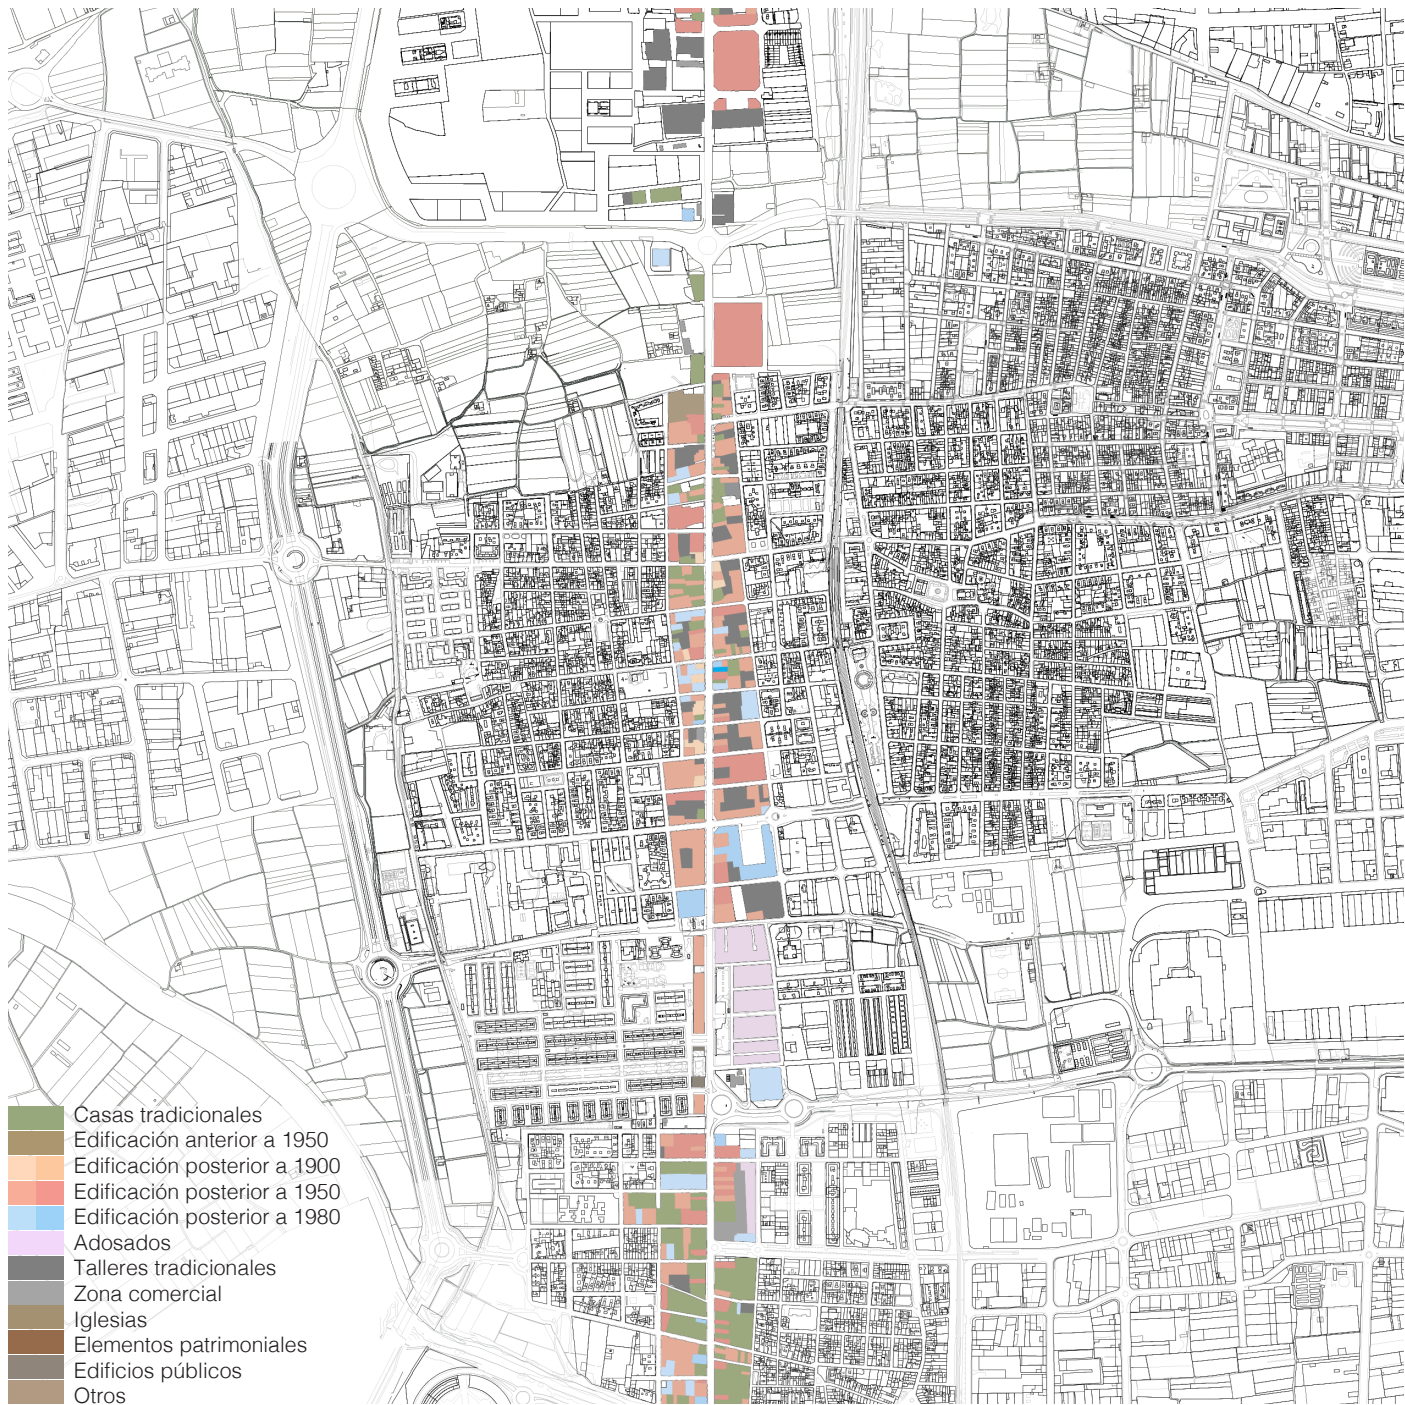 Casas tradicionales
Edificación anterior a 1950
Edificación posterior a 1900
Edificación posterior a 1950
Edificación posterior a 1980
Adosados
Talleres tradicionales
Zona comercial
Iglesias
Elementos patrimoniales
Edificios públicos
Otros